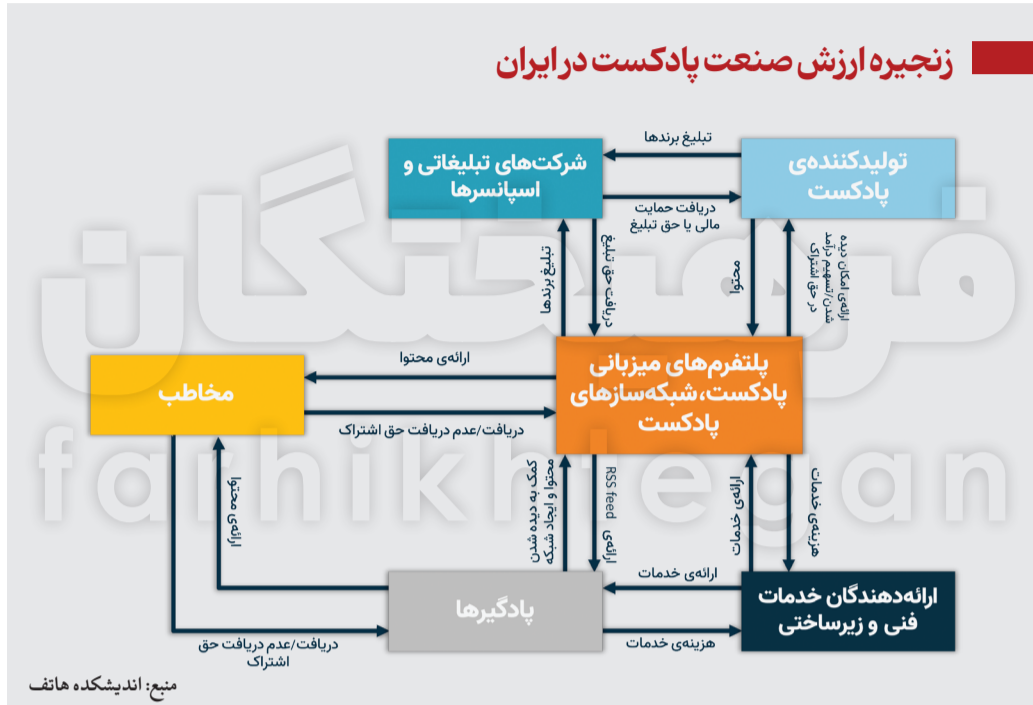 زنجیره ارزش صنعت پادکست در ایران
تولیدکننده‌ی
پادکست
تبلیغ برندها
دریافت حمایت
مالی یا حق تبلیغ
شرکت‌های تبلیغاتی و
اسپانسرها
ارائه‌ی امکان دیده
شدن/تسهیم درآمد
در حق اشتراک
محتوا
دریافت حق تبلیغ
تبلیغ برندها
پلتفرم‌های میزبانی
پادکست، شبکه‌سازهای
پادکست
ارائه‌ی محتوا
دریافت/عدم دریافت حق اشتراک
مخاطب
هزینه‌ی خدمات
ارائه‌ی خدمات
ارائه‌ی RSS feed
کمک به دیده شدن
محتوا و ایجاد شبکه
ارائه‌ی محتوا
ارائه‌دهندگان خدمات
فنی و زیرساختی
ارائه‌ی خدمات
هزینه‌ی خدمات
پادگیرها
دریافت/عدم دریافت حق
اشتراک
منبع: اندیشکده هاتف
فرهیختگان
farhikhtegan